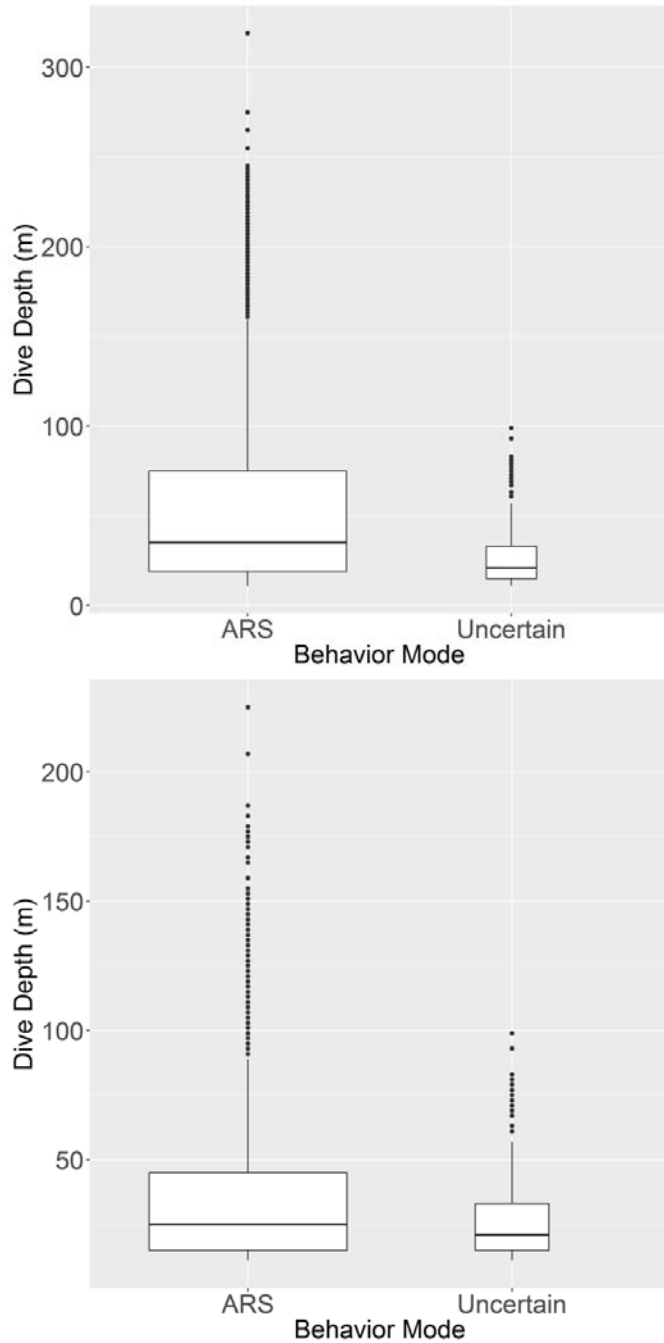 Dive Depth (m)
300
200
100
0
ARS Uncertain
Behavior Mode
Dive Depth (m)
200
150
100
50
ARS Uncertain
Behavior Mode